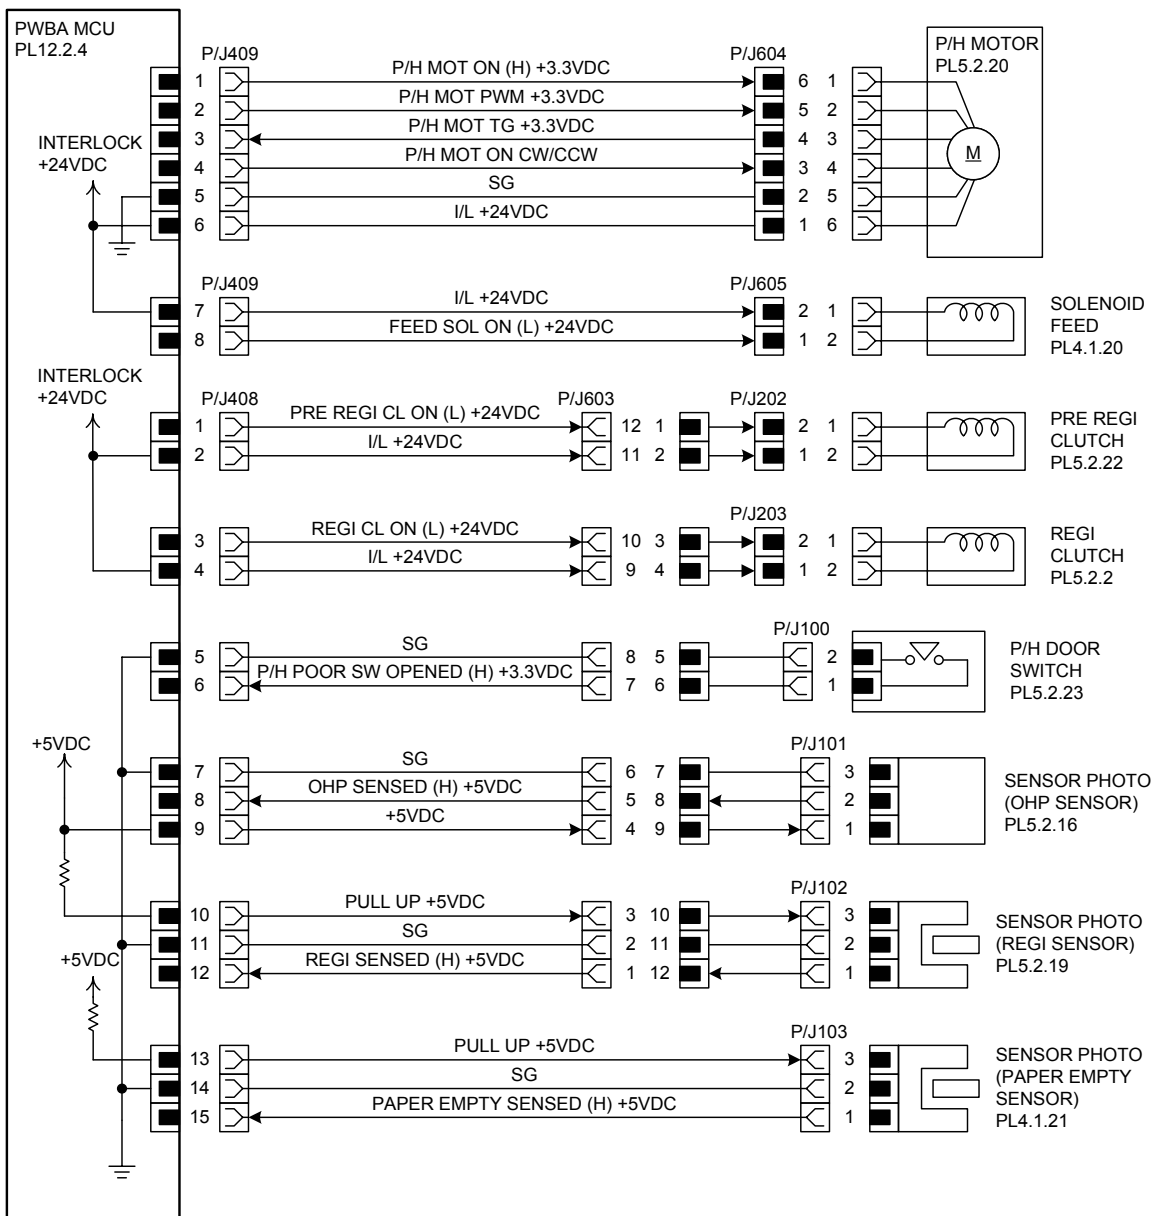 PWBA MCU
PL12.2.4
P/J409
P/J604
P/H MOTOR
PL5.2.20
1 P/H MOT ON (H) +3.3VDC 6 1
2 P/H MOT PWM +3.3VDC 5 2
INTERLOCK
+24VDC
3 P/H MOT TG +3.3VDC 4 3
M
4 P/H MOT ON CW/CCW 3 4
5 SG 2 5
6 I/L +24VDC 1 6
P/J409
P/J605
7 I/L +24VDC 2 1
8 FEED SOL ON (L) +24VDC 1 2
SOLENOID
FEED
PL4.1.20
INTERLOCK
+24VDC
P/J408
P/J603
P/J202
1 PRE REGI CL ON (L) +24VDC 12 1 2 1
2 I/L +24VDC 11 2 1 2
PRE REGI
CLUTCH
PL5.2.22
P/J203
3 REGI CL ON (L) +24VDC 10 3 2 1
4 I/L +24VDC 9 4 1 2
REGI
CLUTCH
PL5.2.2
P/J100
5 SG 8 5 2
6 P/H POOR SW OPENED (H) +3.3VDC 7 6 1
P/H DOOR
SWITCH
PL5.2.23
+5VDC
P/J101
7 SG 6 7 3
8 OHP SENSED (H) +5VDC 5 8 2
9 +5VDC 4 9 1
SENSOR PHOTO
(OHP SENSOR)
PL5.2.16
P/J102
10 PULL UP +5VDC 3 10 3
11 SG 2 11 2
12 REGI SENSED (H) +5VDC 1 12 1
SENSOR PHOTO
(REGI SENSOR)
PL5.2.19
+5VDC
P/J103
13 PULL UP +5VDC 3
14 SG 2
15 PAPER EMPTY SENSED (H) +5VDC 1
SENSOR PHOTO
(PAPER EMPTY
SENSOR)
PL4.1.21